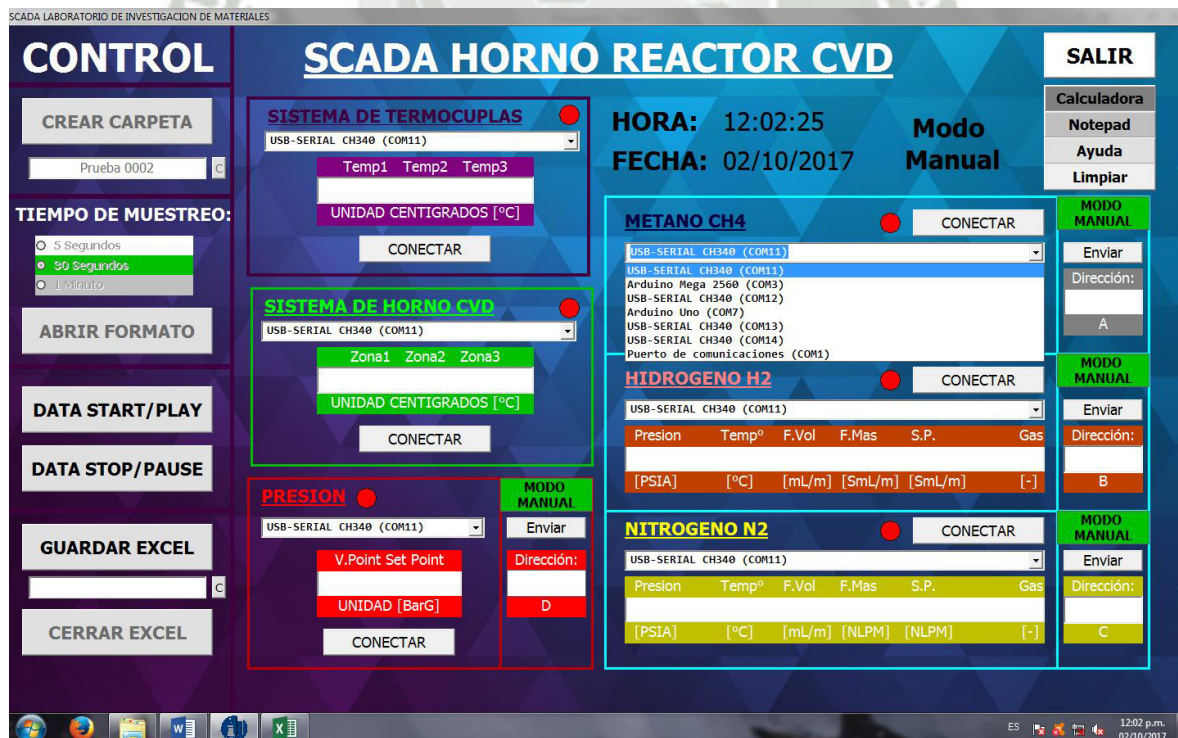 SCADA LABORATORIO DE INVESTIGACION DE MATERIALES
CONTROL
SCADA HORNO REACTOR CVD
SALIR
CREAR CARPETA
Prueba 0002
C
TIEMPO DE MUESTREO:
5 Segundos
30 Segundos
1 Minuto
ABRIR FORMATO
DATA START/PLAY
DATA STOP/PAUSE
GUARDAR EXCEL
C
CERRAR EXCEL
SISTEMA DE TERMOCUPLAS
USB-SERIAL CH340 (COM11)
Temp1 Temp2 Temp3
UNIDAD CENTIGRADOS [ºC]
CONECTAR
SISTEMA DE HORNO CVD
USB-SERIAL CH340 (COM11)
Zona1 Zona2 Zona3
UNIDAD CENTIGRADOS [ºC]
CONECTAR
PRESION
MODO
MANUAL
USB-SERIAL CH340 (COM11)
Enviar
V.Point Set Point
Dirección:
UNIDAD [BarG]
D
CONECTAR
HORA: 12:02:25
FECHA: 02/10/2017
Modo
Manual
Calculadora
Notepad
Ayuda
Limpiar
METANO CH4
CONECTAR
MODO
MANUAL
USB-SERIAL CH340 (COM11)
Enviar
USB-SERIAL CH340 (COM11)
Arduino Mega 2560 (COM3)
USB-SERIAL CH340 (COM12)
Arduino Uno (COM7)
USB-SERIAL CH340 (COM13)
USB-SERIAL CH340 (COM14)
Puerto de comunicaciones (COM1)
Dirección:
A
HIDROGENO H2
CONECTAR
MODO
MANUAL
USB-SERIAL CH340 (COM11)
Enviar
Presion Tempº F.Vol F.Mas S.P. Gas
Dirección:
[PSIA] [ºC] [mL/m] [SmL/m] [SmL/m] [-]
B
NITROGENO N2
CONECTAR
MODO
MANUAL
USB-SERIAL CH340 (COM11)
Enviar
Presion Tempº F.Vol F.Mas S.P. Gas
Dirección:
[PSIA] [ºC] [mL/m] [NLPM] [NLPM] [-]
C
ES
12:02 p.m.
02/10/2017